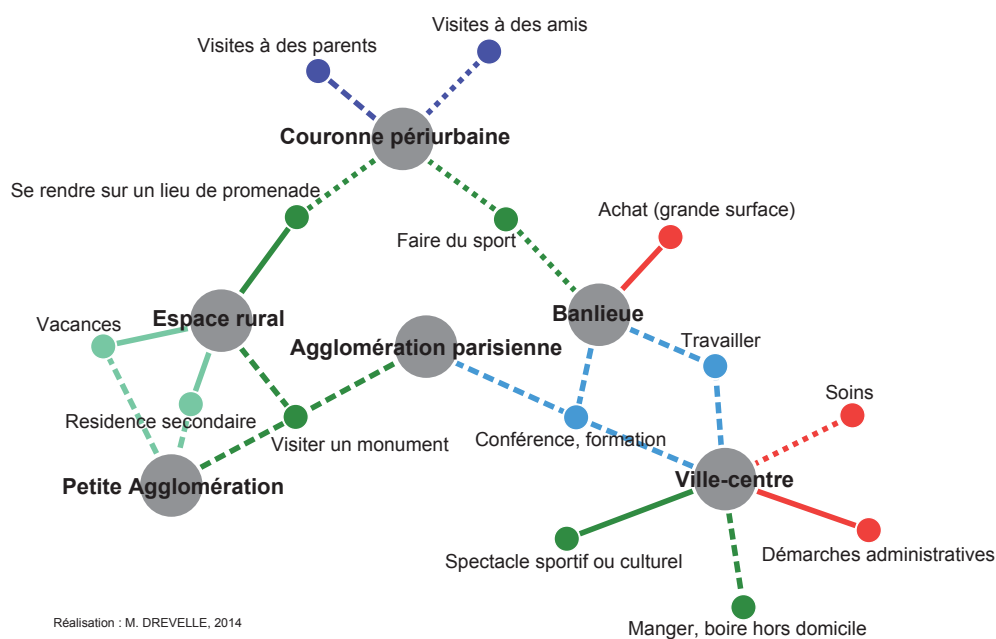 Visites à des amis
Visites à des parents
Couronne périurbaine
Se rendre sur un lieu de promenade
Achat (grande surface)
Faire du sport
Banlieue
Espace rural
Vacances
Agglomération parisienne
Travailler
Soins
Residence secondaire
Visiter un monument
Conférence, formation
Ville-centre
Petite Agglomération
Spectacle sportif ou culturel
Démarches administratives
Réalisation : M. DREVELLE, 2014
Manger, boire hors domicile